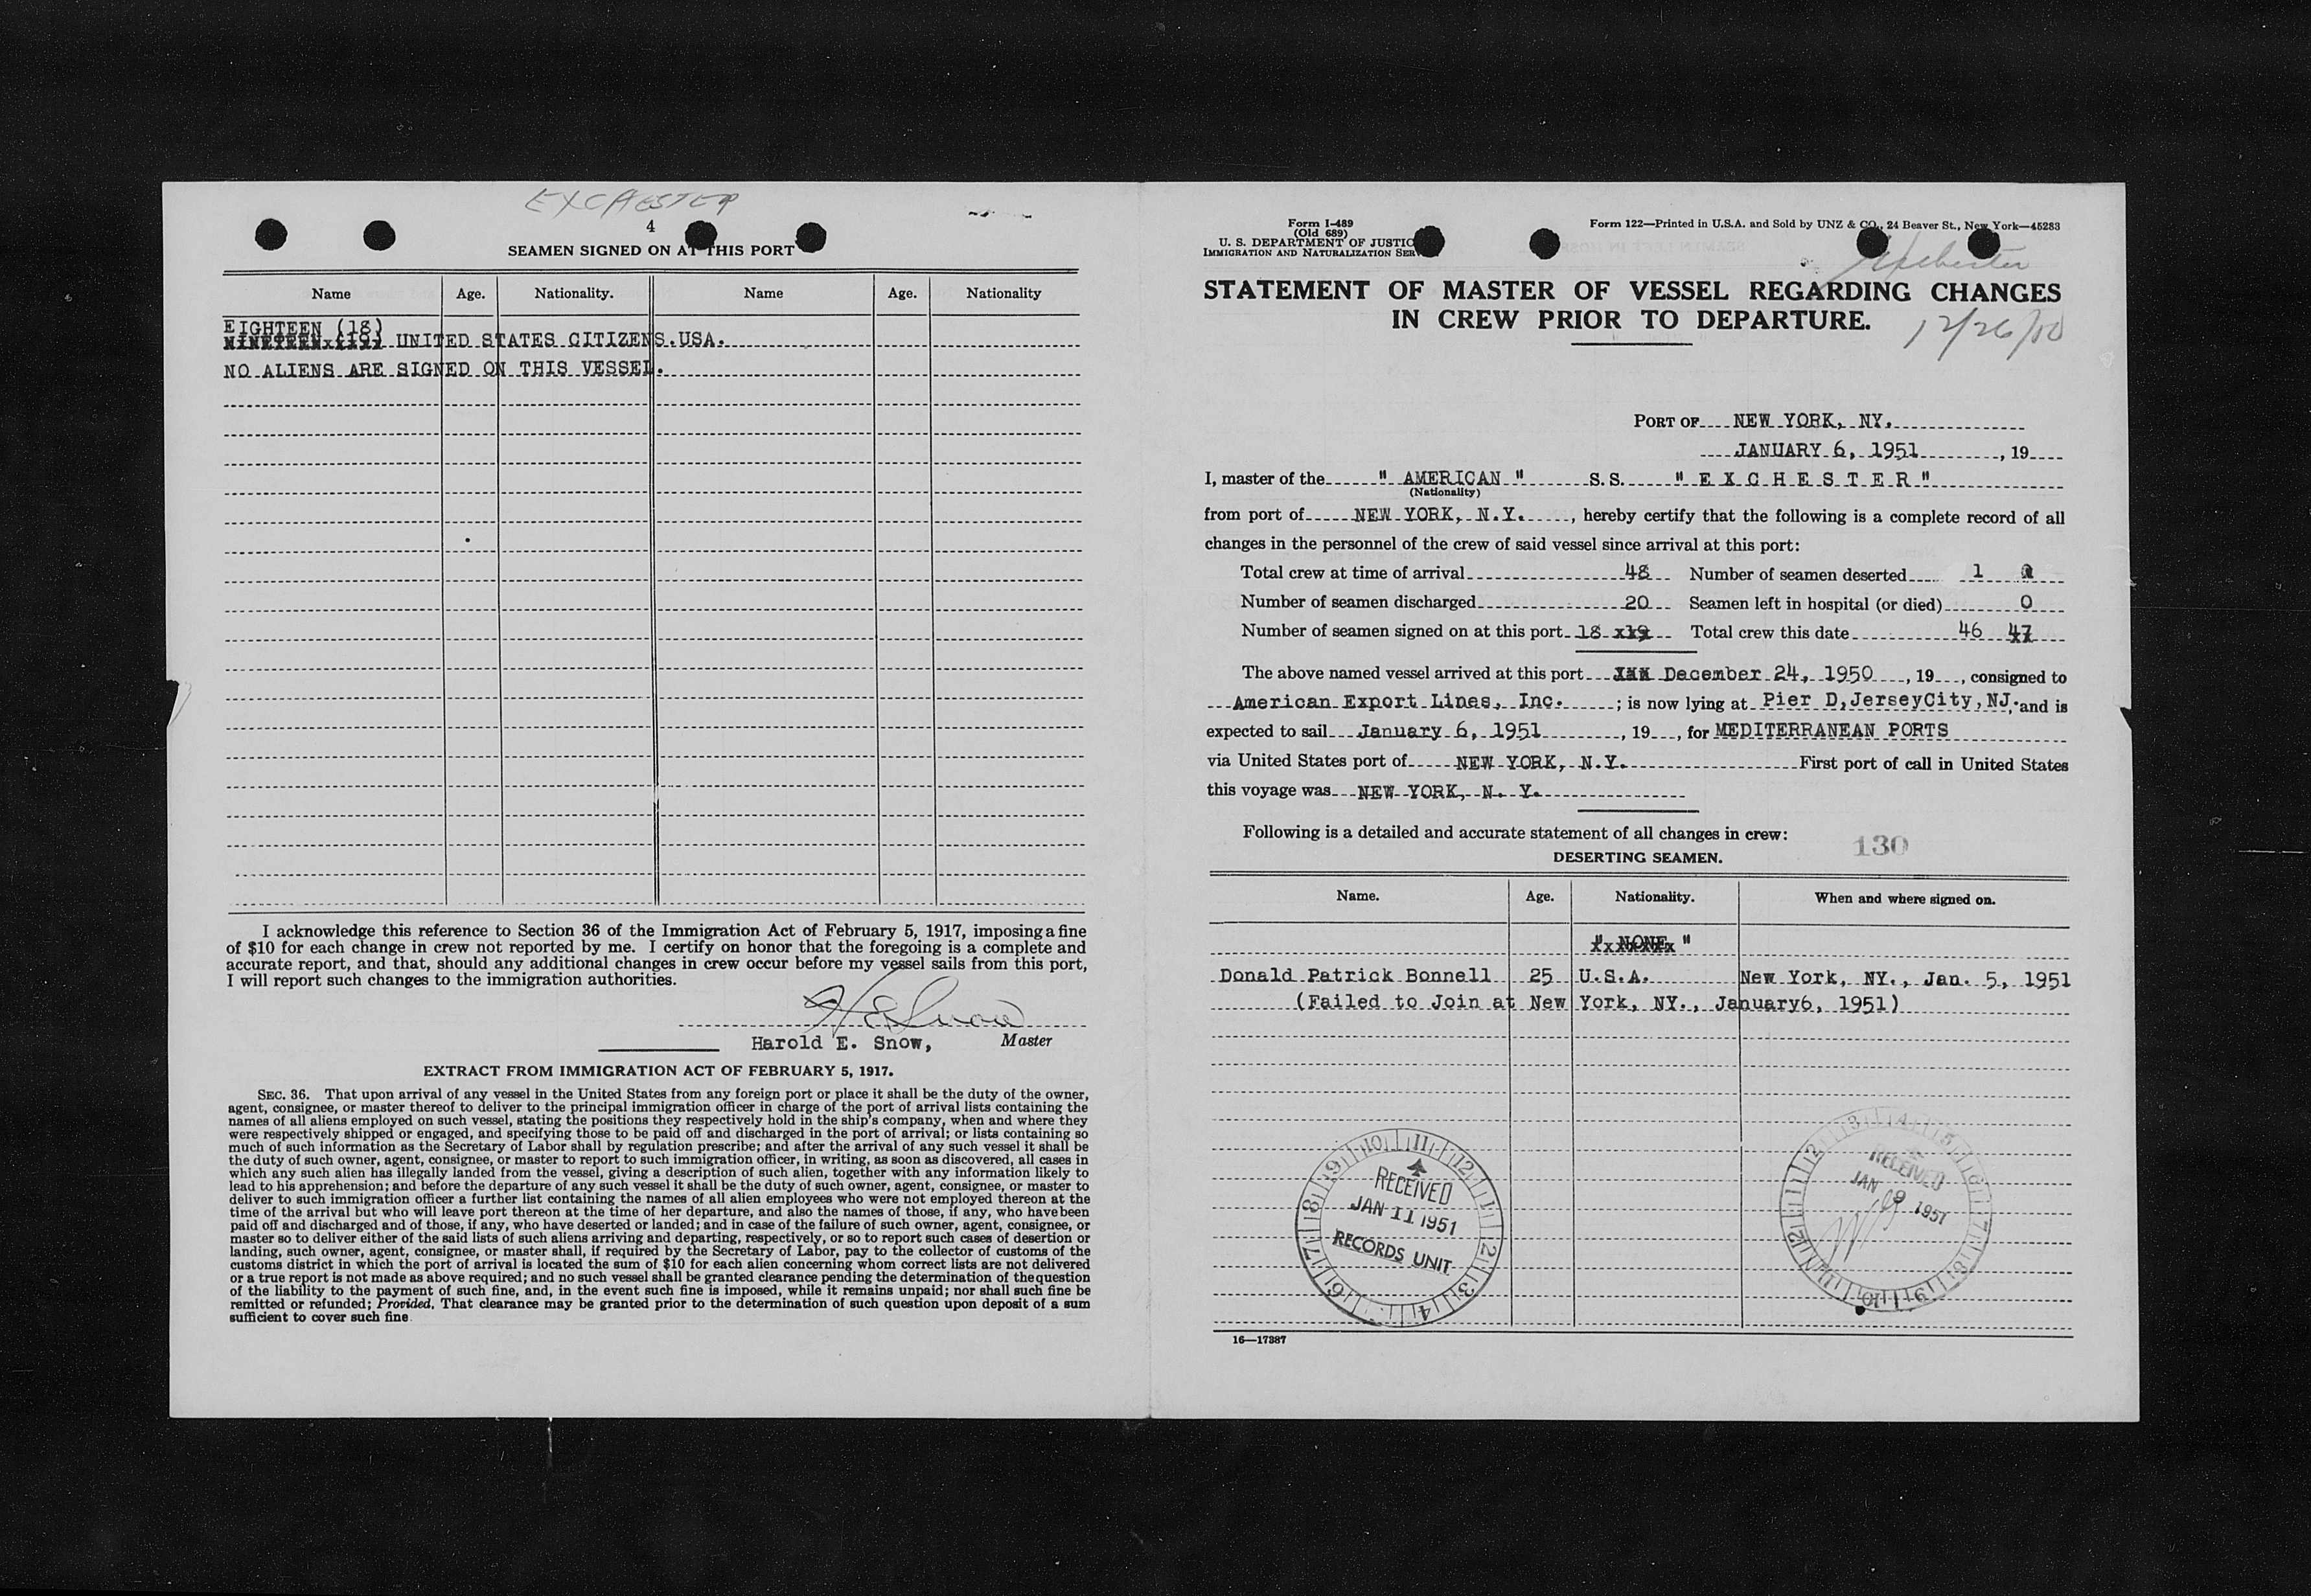 EXCHESTER
4
SEAMEN SIGNED ON AT THIS PORT
Name Age. Nationality. Name Age. Nationality
EIGHTEEN (18)
NINETEEN (19) UNITED STATES CITIZENS.USA.
NO ALIENS ARE SIGNED ON THIS VESSEL.
I acknowledge this reference to Section 36 of the Immigration Act of February 5, 1917, imposing a fine
of $10 for each change in crew not reported by me. I certify on honor that the foregoing is a complete and
accurate report, and that, should any additional changes in crew occur before my vessel sails from this port,
I will report such changes to the immigration authorities.
H E Snow
Harold E. Snow, Master
EXTRACT FROM IMMIGRATION ACT OF FEBRUARY 5, 1917.
SEC. 36. That upon arrival of any vessel in the United States from any foreign port or place it shall be the duty of the owner,
agent, consignee, or master thereof to deliver to the principal immigration officer in charge of the port of arrival lists containing the
names of all aliens employed on such vessel, stating the positions they respectively hold in the ship's company, when and where they
were respectively shipped or engaged, and specifying those to be paid off and discharged in the port of arrival; or lists containing so
much of such information as the Secretary of Labor shall by regulation prescribe; and after the arrival of any such vessel it shall be
the duty of such owner, agent, consignee, or master to report to such immigration officer, in writing, as soon as discovered, all cases in
which any such alien has illegally landed from the vessel, giving a description of such alien, together with any information likely to
lead to his apprehension; and before the departure of any such vessel it shall be the duty of such owner, agent, consignee, or master to
deliver to such immigration officer a further list containing the names of all alien employees who were not employed thereon at the
time of the arrival but who will leave port thereon at the time of her departure, and also the names of those, if any, who have been
paid off and discharged and of those, if any, who have deserted or landed; and in case of the failure of such owner, agent, consignee, or
master so to deliver either of the said lists of such aliens arriving and departing, respectively, or so to report such cases of desertion or
landing, such owner, agent, consignee, or master shall, if required by the Secretary of Labor, pay to the collector of customs of the
customs district in which the port of arrival is located the sum of $10 for each alien concerning whom correct lists are not delivered
or a true report is not made as above required; and no such vessel shall be granted clearance pending the determination of the question
of the liability to the payment of such fine, and, in the event such fine is imposed, while it remains unpaid; nor shall such fine be
remitted or refunded; Provided, That clearance may be granted prior to the determination of such question upon deposit of a sum
sufficient to cover such fine.
Form I-489
(Old 689)
U. S. DEPARTMENT OF JUSTIC
IMMIGRATION AND NATURALIZATION SER
Form 122—Printed in U.S.A. and Sold by UNZ & CO., 24 Beaver St., New York—45283
Exchester
STATEMENT OF MASTER OF VESSEL REGARDING CHANGES
IN CREW PRIOR TO DEPARTURE.
12/26/50
PORT OF NEW YORK, NY.
JANUARY 6, 1951 , 19
I, master of the " AMERICAN " S.S. " E X C H E S T E R "
(Nationality)
from port of NEW YORK, N.Y. , hereby certify that the following is a complete record of all
changes in the personnel of the crew of said vessel since arrival at this port:
Total crew at time of arrival 48 Number of seamen deserted 1
Number of seamen discharged 20 Seamen left in hospital (or died) 0
Number of seamen signed on at this port 18 x19 Total crew this date 46 47
The above named vessel arrived at this port December 24, 1950 , 19 , consigned to
American Export Lines, Inc. ; is now lying at Pier D,JerseyCity,NJ. and is
expected to sail January 6, 1951 , 19 , for MEDITERRANEAN PORTS
via United States port of NEW YORK, N.Y. First port of call in United States
this voyage was NEW YORK, N. Y.
Following is a detailed and accurate statement of all changes in crew:
130
DESERTING SEAMEN.
Name. Age. Nationality. When and where signed on.
" NONE "
Donald Patrick Bonnell 25 U.S.A. New York, NY., Jan. 5, 1951
(Failed to Join at New York, NY., January6, 1951)
RECEIVED
JAN 11 1951
RECORDS UNIT
RECEIVED
JAN 09 1951
16—17387